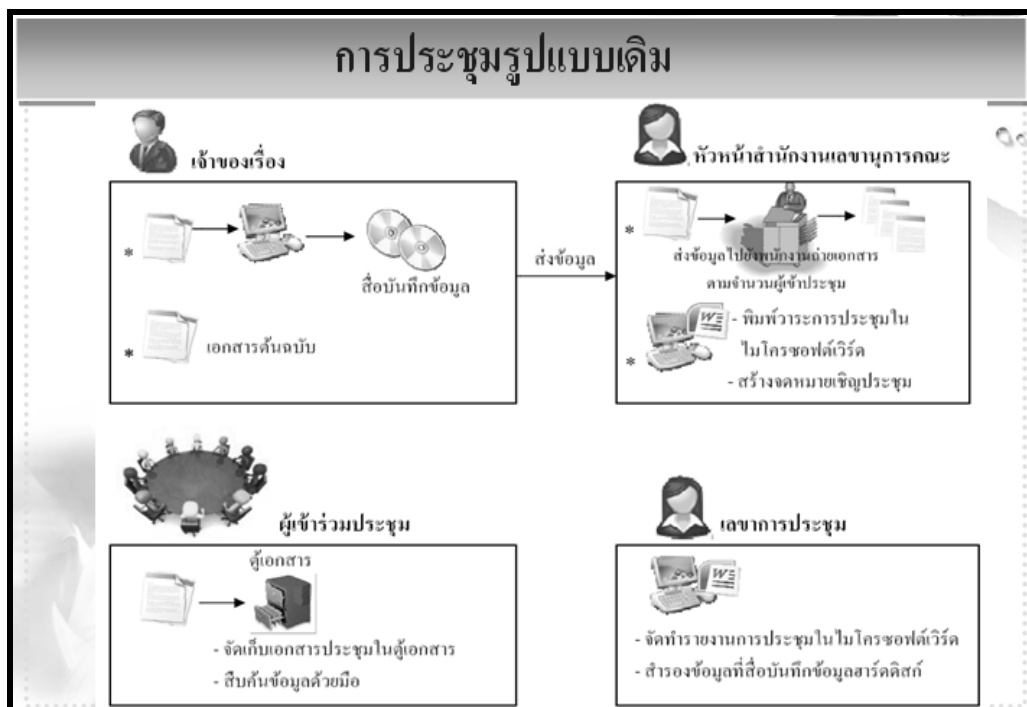 การประชุมรูปแบบเดิม
เจ้าของเรื่อง
*
สื่อบันทึกข้อมูล
*
เอกสารต้นฉบับ
ส่งข้อมูล
หัวหน้าสำนักงานเลขานุการคณะ
*
ส่งข้อมูลไปยังพนักงานถ่ายเอกสาร
ตามจำนวนผู้เข้าประชุม
*
W
- พิมพ์วาระการประชุมใน
ไมโครซอฟต์เวิร์ด
- สร้างจดหมายเชิญประชุม
ผู้เข้าร่วมประชุม
ตู้เอกสาร
- จัดเก็บเอกสารประชุมในตู้เอกสาร
- สืบค้นข้อมูลด้วยมือ
เลขาการประชุม
W
- จัดทำรายงานการประชุมในไมโครซอฟต์เวิร์ด
- สำรองข้อมูลที่สื่อบันทึกข้อมูลฮาร์ดดิสก์